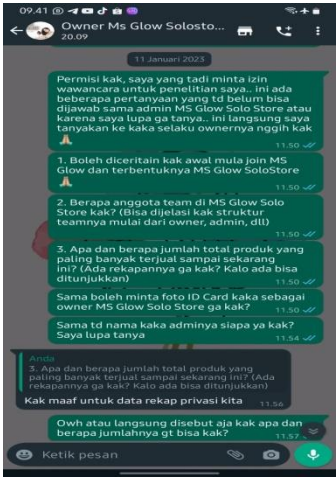 09.41
Owner Ms Glow Solosto...
20.09
11 Januari 2023
Permisi kak, saya yang tadi minta izin
wawancara untuk penelitian saya.. ini ada
beberapa pertanyaan yang td belum bisa
dijawab sama admin MS Glow Solo Store atau
karena saya lupa ga tanya.. ini langsung saya
tanyakan ke kaka selaku ownernya nggih kak
🙏🏻
11.50
1. Boleh diceritain kak awal mula join MS
Glow dan terbentuknya MS Glow SoloStore
🙏🏻
11.50
2. Berapa anggota team di MS Glow Solo
Store kak? (Bisa dijelasi kak struktur
teamnya mulai dari owner, admin, dll)
11.50
3. Apa dan berapa jumlah total produk yang
paling banyak terjual sampai sekarang
ini? (Ada rekapannya ga kak? Kalo ada bisa
ditunjukkan)
11.50
Sama boleh minta foto ID Card kaka sebagai
owner MS Glow Solo Store ga kak?
11.50
Sama td nama kaka adminya siapa ya kak?
Saya lupa tanya
11.54
Anda
3. Apa dan berapa jumlah total produk yang
paling banyak terjual sampai sekarang ini? (Ada
rekapannya ga kak? Kalo ada bisa ditunjukkan)
Kak maaf untuk data rekap privasi kita
11.56
Owh atau langsung disebut aja kak apa dan
berapa jumlahnya gt bisa kak?
11.57
Ketik pesan